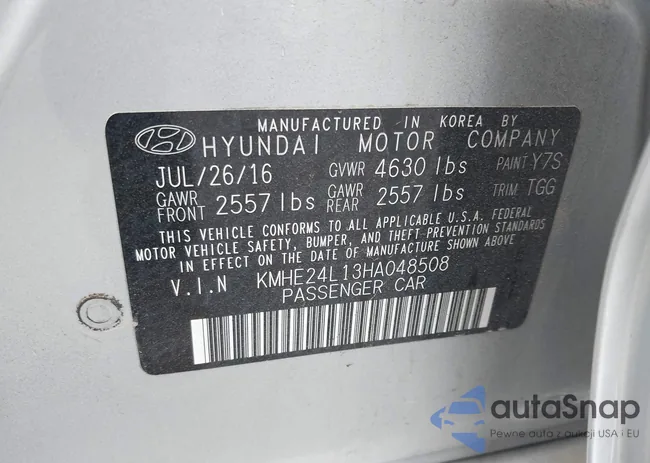 MANUFACTURED IN KOREA BY
HYUNDAI MOTOR COMPANY
JUL/26/16 GVWR 4630 lbs PAINT Y7S
GAWR FRONT 2557 lbs GAWR REAR 2557 lbs TRIM TGG
THIS VEHICLE CONFORMS TO ALL APPLICABLE U.S.A. FEDERAL
MOTOR VEHICLE SAFETY, BUMPER, AND THEFT-PREVENTION STANDARDS
IN EFFECT ON THE DATE OF MANUFACTURE SHOWN ABOVE.
V.I.N KMHE24L13HA048508
PASSENGER CAR
autaSnap
Pewne auta z aukcji USA i EU